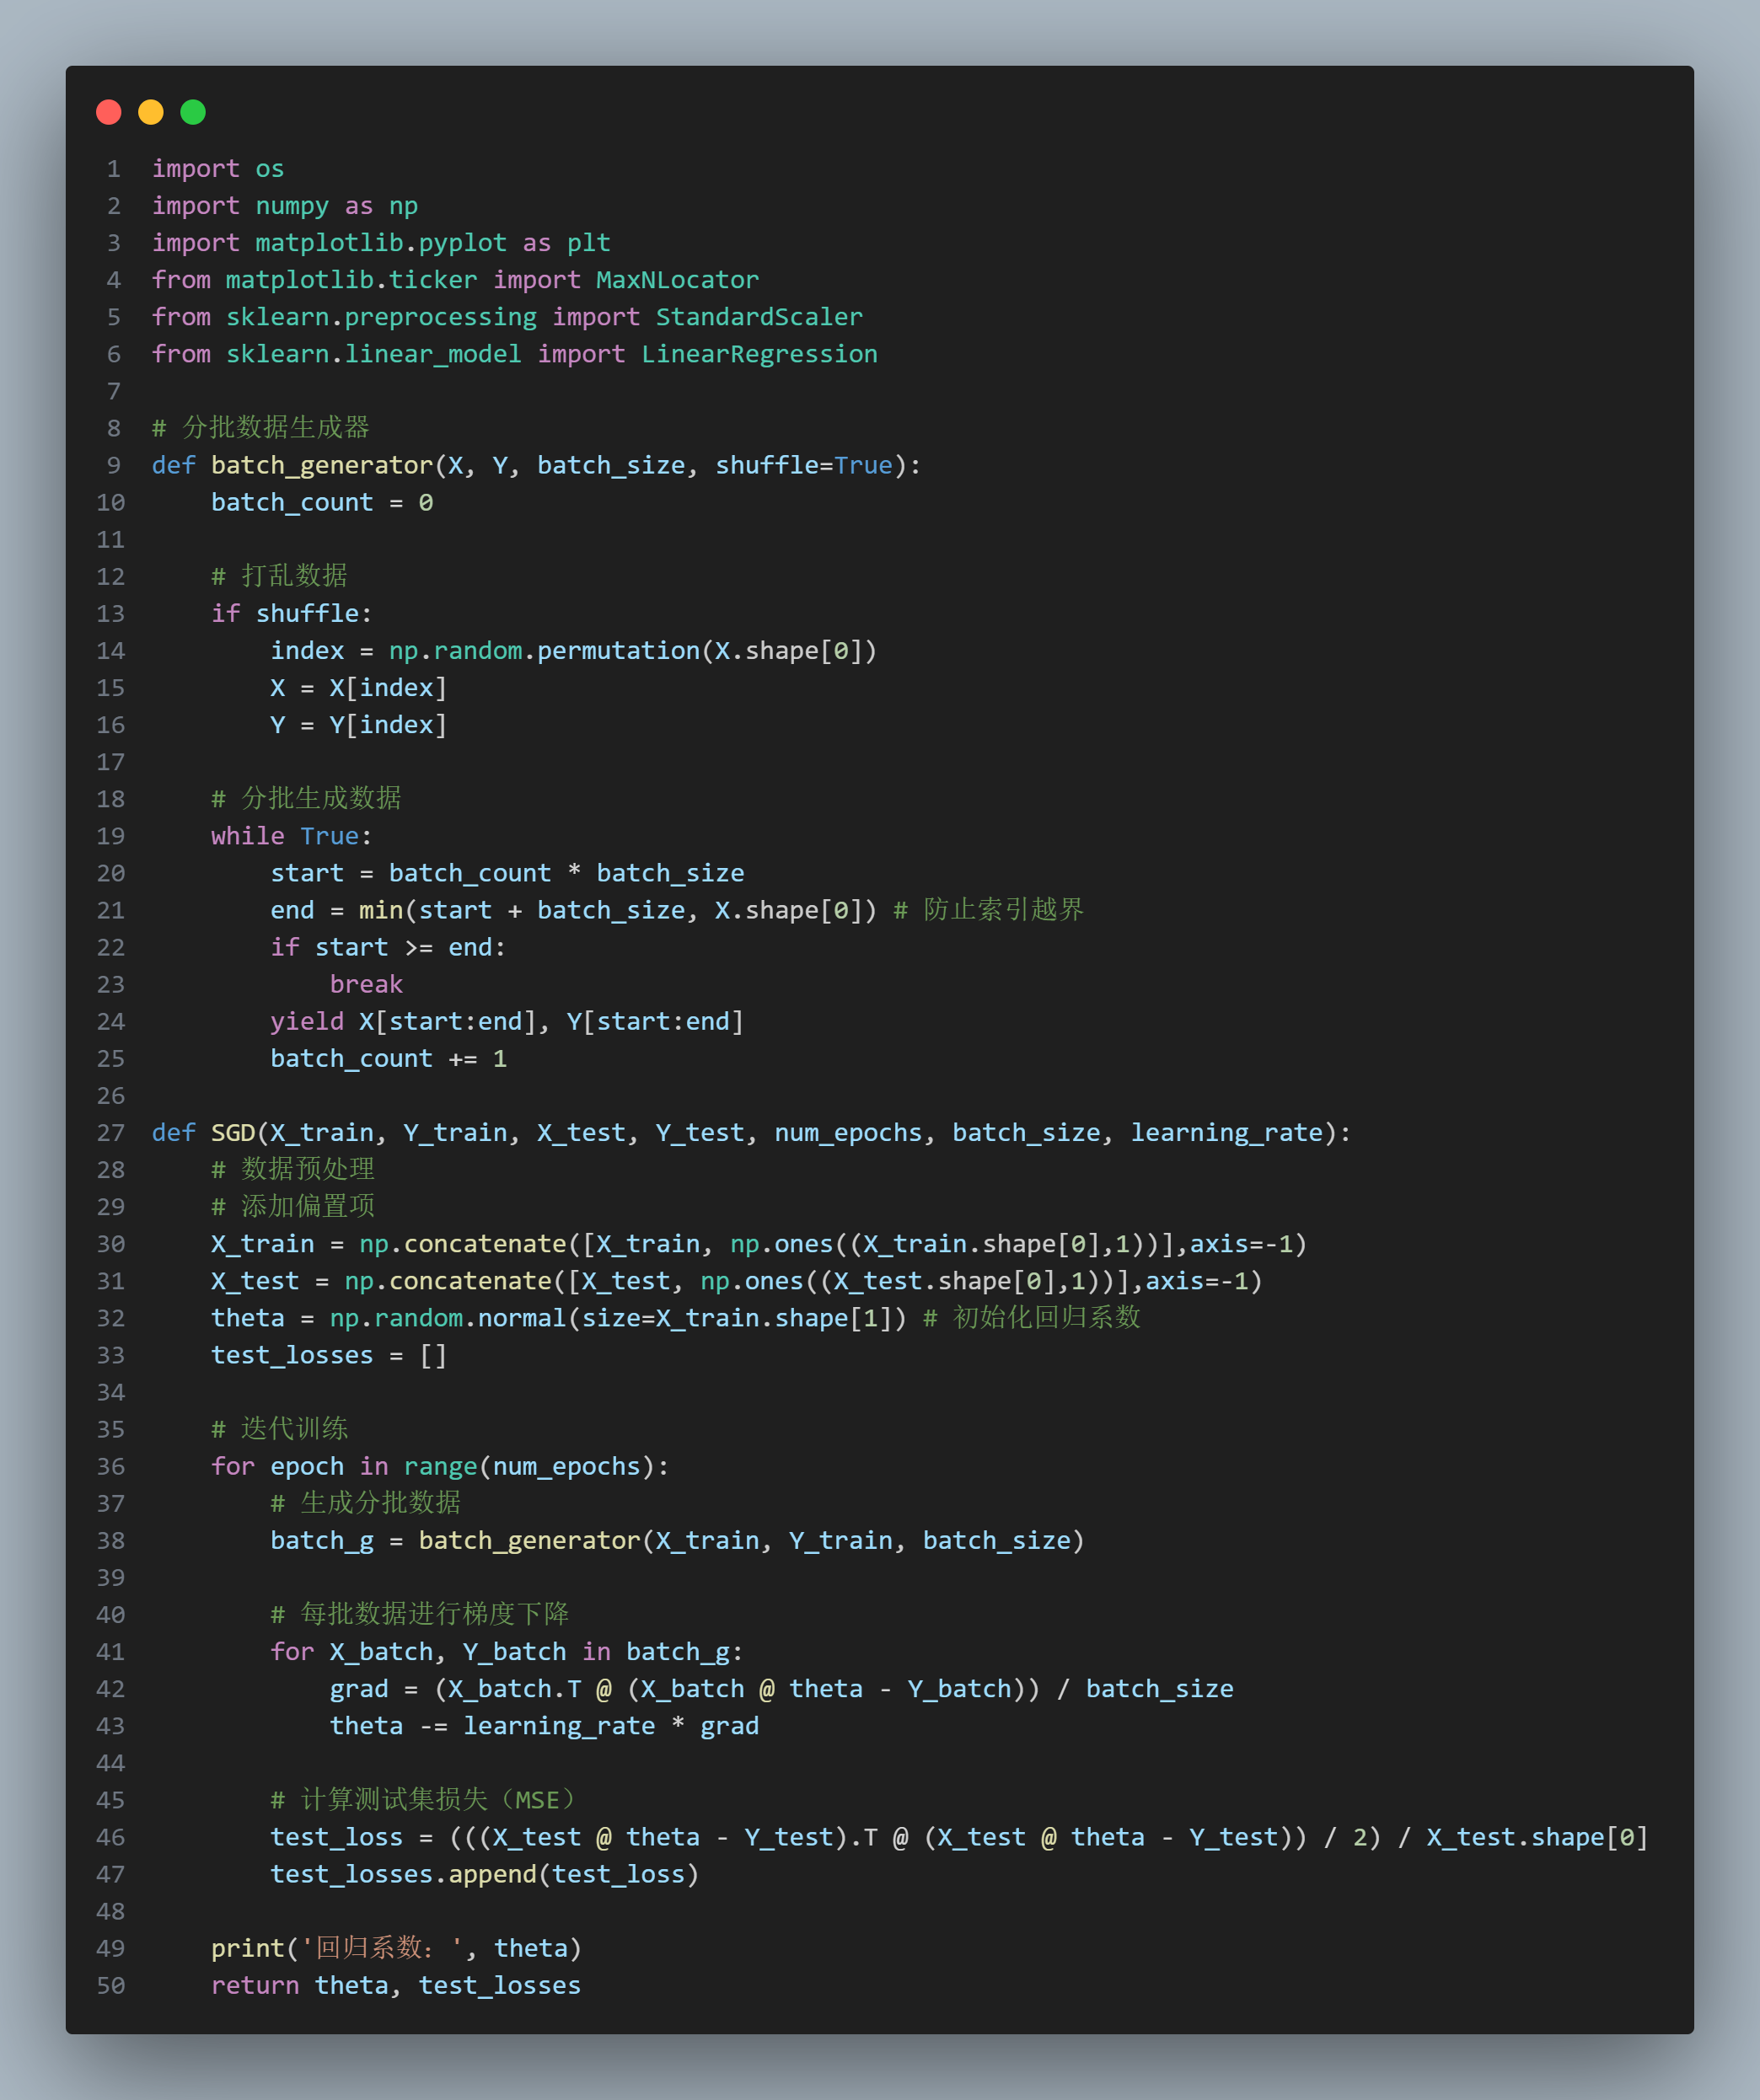 1 import os
2 import numpy as np
3 import matplotlib.pyplot as plt
4 from matplotlib.ticker import MaxNLocator
5 from sklearn.preprocessing import StandardScaler
6 from sklearn.linear_model import LinearRegression
7
8 # 分批数据生成器
9 def batch_generator(X, Y, batch_size, shuffle=True):
10     batch_count = 0
11
12     # 打乱数据
13     if shuffle:
14         index = np.random.permutation(X.shape[0])
15         X = X[index]
16         Y = Y[index]
17
18     # 分批生成数据
19     while True:
20         start = batch_count * batch_size
21         end = min(start + batch_size, X.shape[0]) # 防止索引越界
22         if start >= end:
23             break
24         yield X[start:end], Y[start:end]
25         batch_count += 1
26
27 def SGD(X_train, Y_train, X_test, Y_test, num_epochs, batch_size, learning_rate):
28     # 数据预处理
29     # 添加偏置项
30     X_train = np.concatenate([X_train, np.ones((X_train.shape[0],1))],axis=-1)
31     X_test = np.concatenate([X_test, np.ones((X_test.shape[0],1))],axis=-1)
32     theta = np.random.normal(size=X_train.shape[1]) # 初始化回归系数
33     test_losses = []
34
35     # 迭代训练
36     for epoch in range(num_epochs):
37         # 生成分批数据
38         batch_g = batch_generator(X_train, Y_train, batch_size)
39
40         # 每批数据进行梯度下降
41         for X_batch, Y_batch in batch_g:
42             grad = (X_batch.T @ (X_batch @ theta - Y_batch)) / batch_size
43             theta -= learning_rate * grad
44
45         # 计算测试集损失（MSE）
46         test_loss = (((X_test @ theta - Y_test).T @ (X_test @ theta - Y_test)) / 2) / X_test.shape[0]
47         test_losses.append(test_loss)
48
49     print('回归系数：', theta)
50     return theta, test_losses